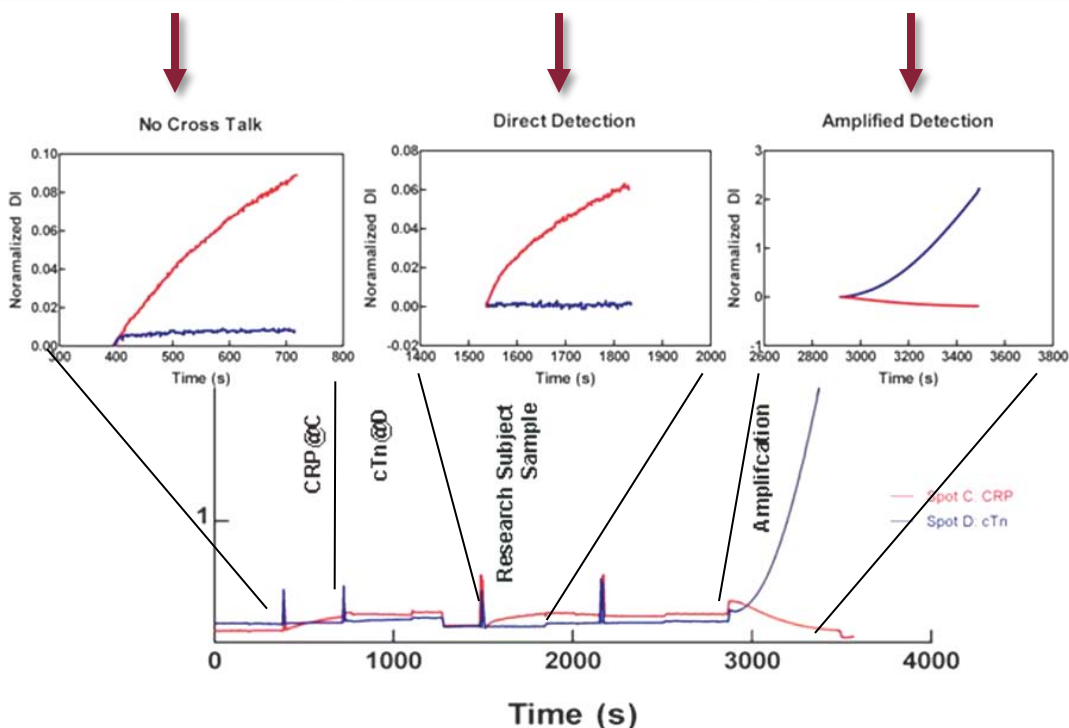 No Cross Talk
Noramalized DI
0.10
0.08
0.06
0.04
0.02
0.00
300
400
500
600
700
800
Time (s)
Direct Detection
Noramalized DI
0.08
0.06
0.04
0.02
0.00
-0.02
1400
1500
1600
1700
1800
1900
2000
Time (s)
Amplified Detection
Noramalized DI
3
2
1
0
-1
2600
2800
3000
3200
3400
3600
3800
Time (s)
CRP@C
cTn@D
Research Subject
Sample
Amplifcation
1
Spot C: CRP
Spot D: cTn
0
1000
2000
3000
4000
Time (s)